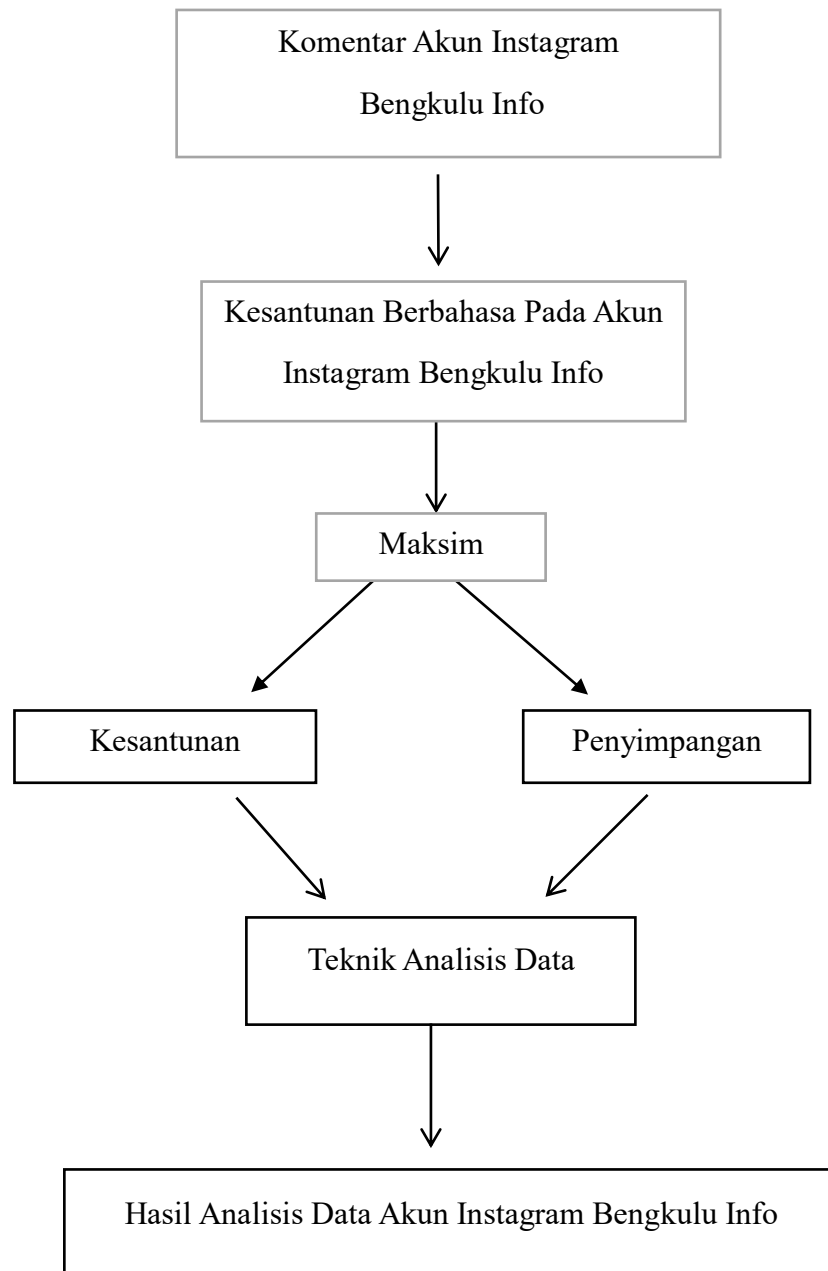 Komentar Akun Instagram
Bengkulu Info
Kesantunan Berbahasa Pada Akun
Instagram Bengkulu Info
Maksim
Kesantunan
Penyimpangan
Teknik Analisis Data
Hasil Analisis Data Akun Instagram Bengkulu Info